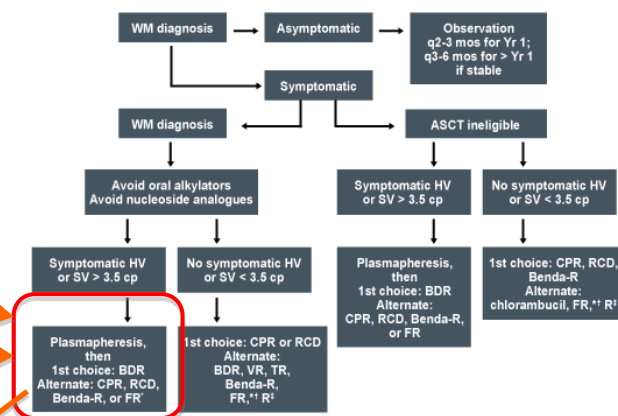 WM diagnosis
Asymptomatic
Observation
q2-3 mos for Yr 1;
q3-6 mos for > Yr 1
if stable
Symptomatic
WM diagnosis
ASCT ineligible
Avoid oral alkylators
Avoid nucleoside analogues
Symptomatic HV
or SV > 3.5 cp
No symptomatic HV
or SV < 3.5 cp
Symptomatic HV
or SV > 3.5 cp
No symptomatic HV
or SV < 3.5 cp
Plasmapheresis,
then
1st choice: BDR
Alternate:
CPR, RCD, Benda-R,
or FR
1st choice: CPR, RCD,
Benda-R
Alternate:
chlorambucil, FR,*† R‡
Plasmapheresis,
then
1st choice: BDR
Alternate: CPR, RCD,
Benda-R, or FR*
1st choice: CPR or RCD
Alternate:
BDR, VR, TR,
Benda-R,
FR,*† R‡